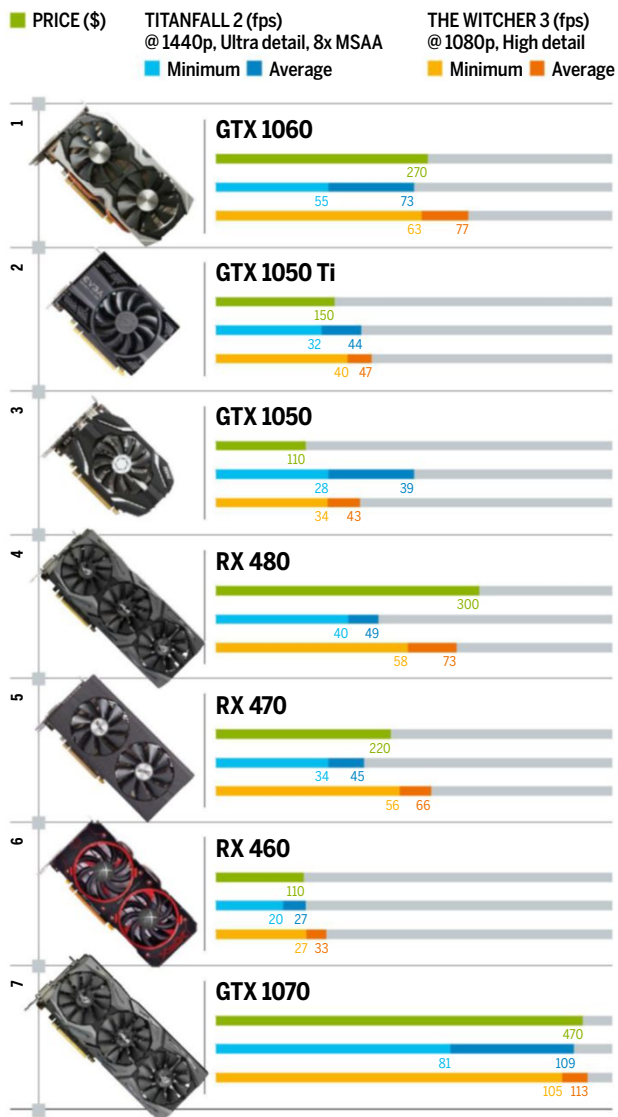 PRICE ($)
TITANFALL 2 (fps)
@ 1440p, Ultra detail, 8x MSAA
Minimum Average
THE WITCHER 3 (fps)
@ 1080p, High detail
Minimum Average
1
GTX 1060
270
55 73
63 77
2
GTX 1050 Ti
150
32 44
40 47
3
GTX 1050
110
28 39
34 43
4
RX 480
300
40 49
58 73
5
RX 470
220
34 45
56 66
6
RX 460
110
20 27
27 33
7
GTX 1070
470
81 109
105 113
EVGA